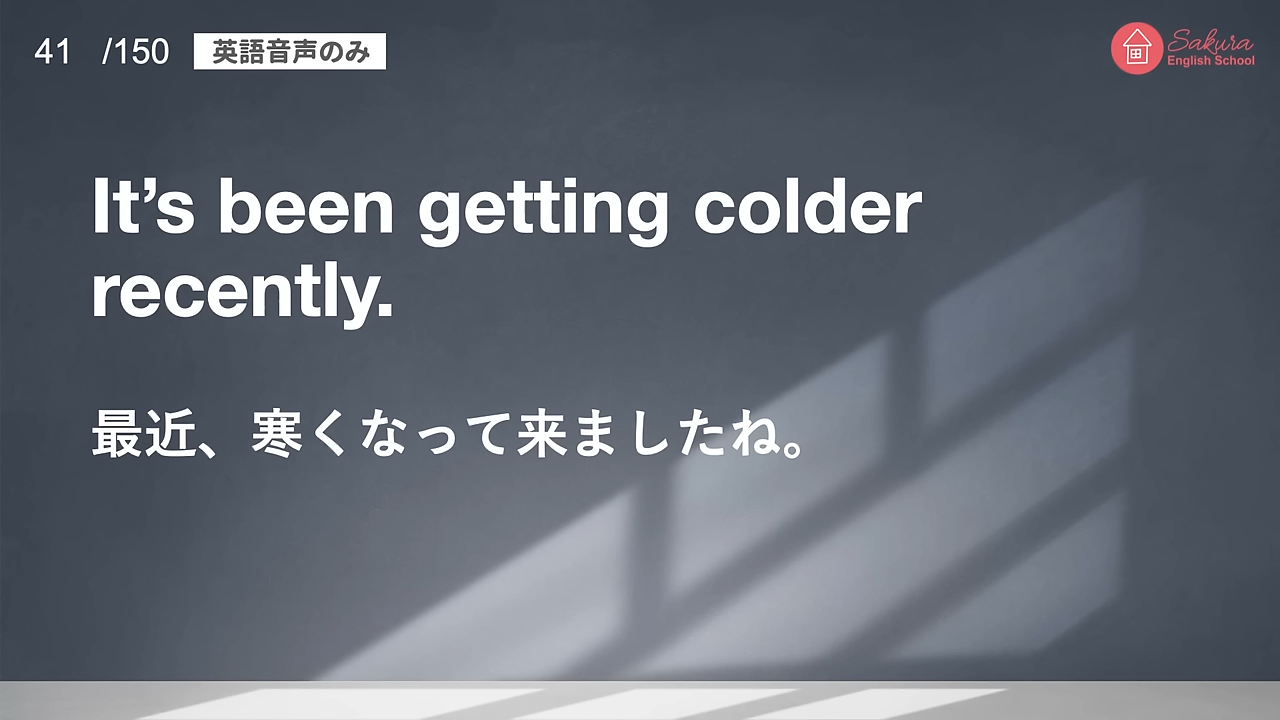 41 /150 英語音声のみ
Sakura
English School
It’s been getting colder
recently.
最近、寒くなって来ましたね。